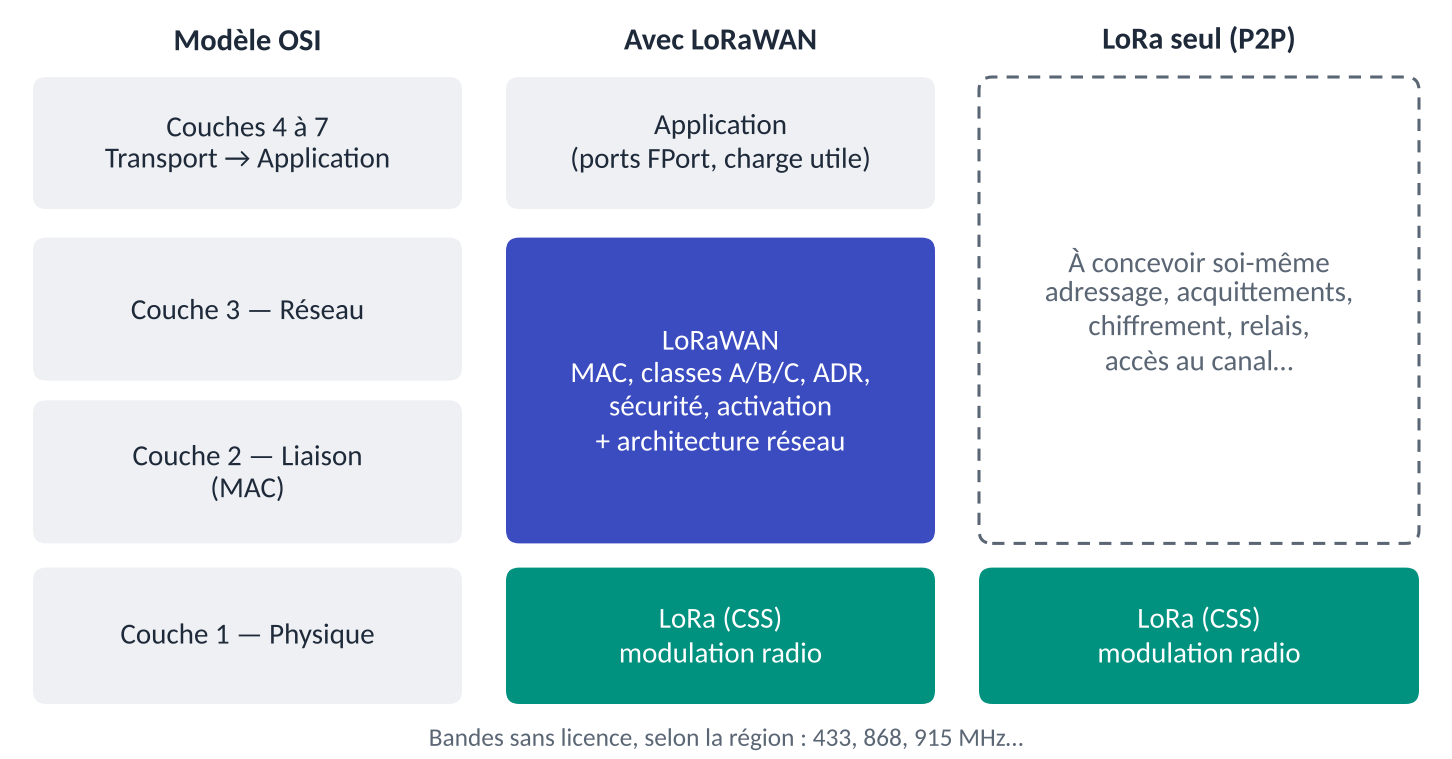 Modèle OSI
Avec LoRaWAN
LoRa seul (P2P)
Couches 4 à 7
Transport → Application
Application
(ports FPort, charge utile)
À concevoir soi-même
adressage, acquittements,
chiffrement, relais,
accès au canal...
Couche 3 — Réseau
LoRaWAN
MAC, classes A/B/C, ADR,
sécurité, activation
+ architecture réseau
Couche 2 — Liaison
(MAC)
Couche 1 — Physique
LoRa (CSS)
modulation radio
LoRa (CSS)
modulation radio
Bandes sans licence, selon la région : 433, 868, 915 MHz...